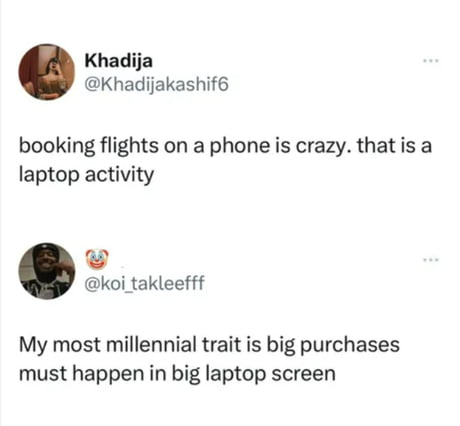 Khadija
@Khadijakashif6
booking flights on a phone is crazy. that is a
laptop activity
🤡
@koi_takleefff
My most millennial trait is big purchases
must happen in big laptop screen